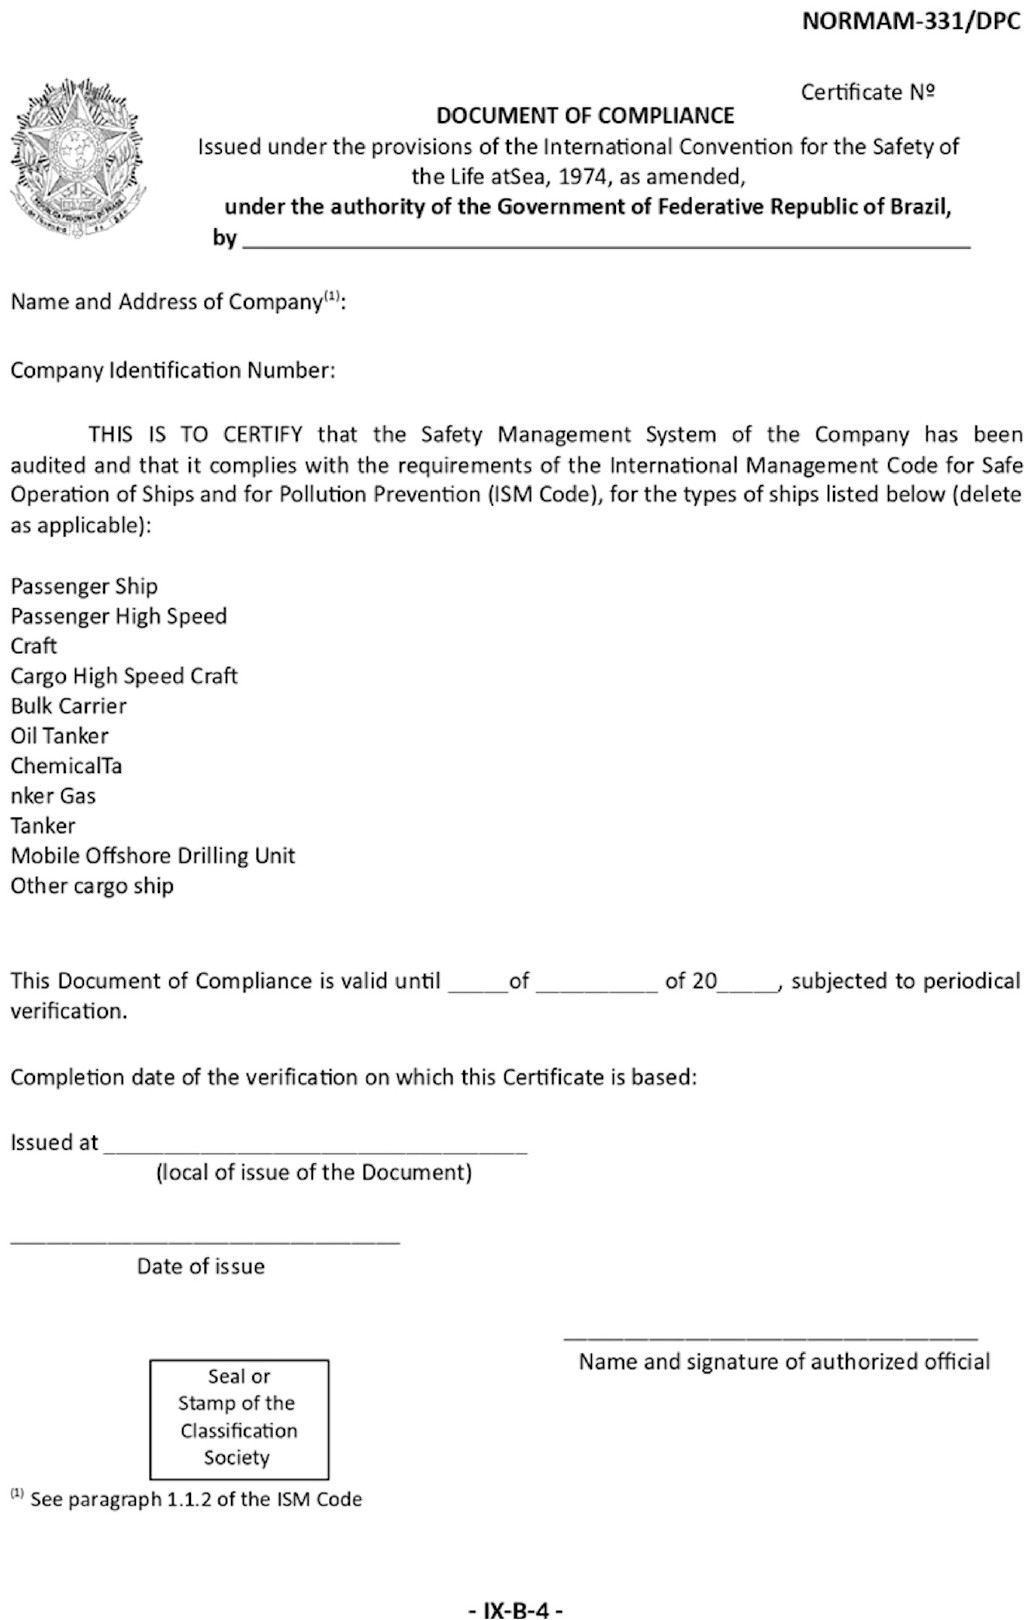 NORMAM-331/DPC
Certificate Nº
DOCUMENT OF COMPLIANCE
Issued under the provisions of the International Convention for the Safety of
the Life atSea, 1974, as amended,
under the authority of the Government of Federative Republic of Brazil,
by ____________________
Name and Address of Company(1):
Company Identification Number:
THIS IS TO CERTIFY that the Safety Management System of the Company has been
audited and that it complies with the requirements of the International Management Code for Safe
Operation of Ships and for Pollution Prevention (ISM Code), for the types of ships listed below (delete
as applicable):
Passenger Ship
Passenger High Speed
Craft
Cargo High Speed Craft
Bulk Carrier
Oil Tanker
ChemicalTa
nker Gas
Tanker
Mobile Offshore Drilling Unit
Other cargo ship
This Document of Compliance is valid until _____of __________ of 20_____, subjected to periodical
verification.
Completion date of the verification on which this Certificate is based:
Issued at ____________________
(local of issue of the Document)
Date of issue
Name and signature of authorized official
Seal or
Stamp of the
Classification
Society
(1) See paragraph 1.1.2 of the ISM Code
- IX-B-4 -